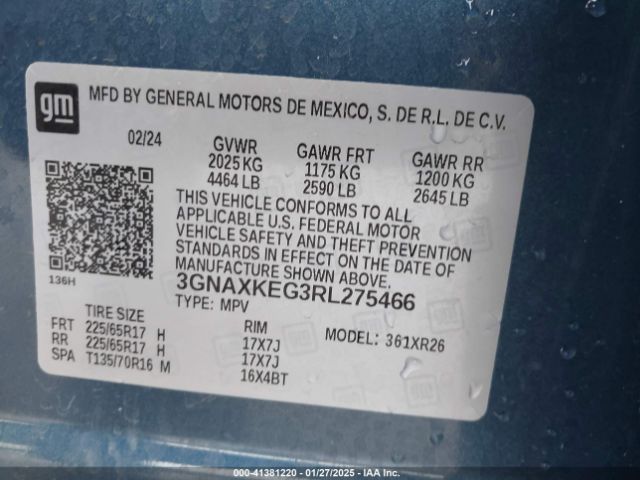 gm
MFD BY GENERAL MOTORS DE MEXICO, S. DE R.L. DE C.V.
02/24 GVWR GAWR FRT GAWR RR
2025 KG 1175 KG 1200 KG
4464 LB 2590 LB 2645 LB
THIS VEHICLE CONFORMS TO ALL
APPLICABLE U.S. FEDERAL MOTOR
VEHICLE SAFETY AND THEFT PREVENTION
STANDARDS IN EFFECT ON THE DATE OF
MANUFACTURE SHOWN ABOVE.
136H
3GNAXKEG3RL275466
TYPE: MPV
TIRE SIZE RIM MODEL: 361XR26
FRT 225/65R17 H 17X7J
RR 225/65R17 H 17X7J
SPA T135/70R16 M 16X4BT
000-41381220 | 01/27/2025 | IAA Inc.